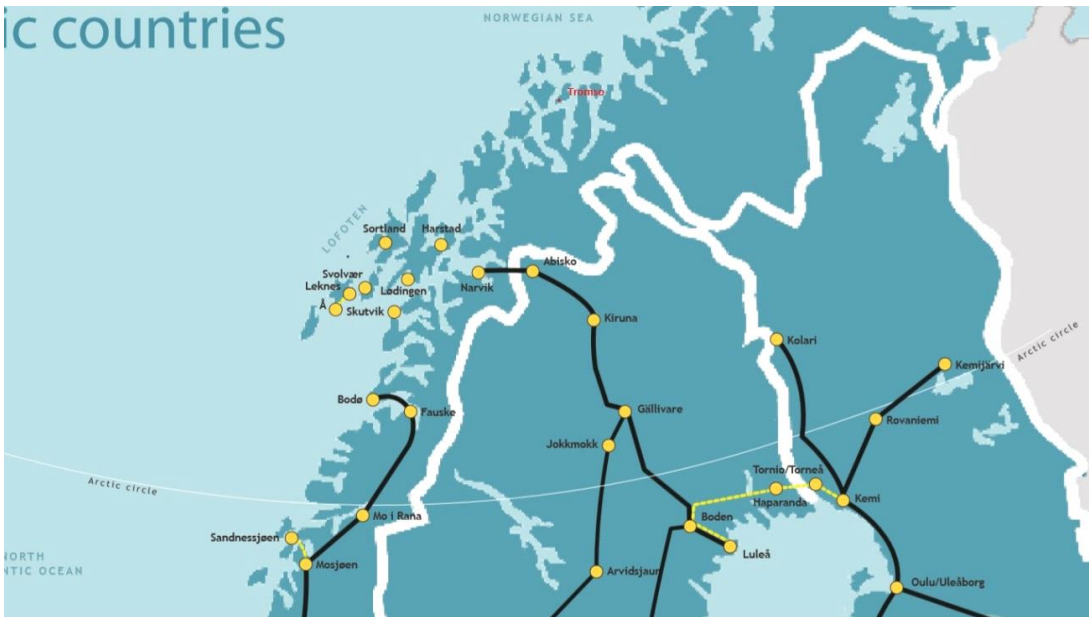 ic countries
NORWEGIAN SEA
Tromsø
LOFOTEN
Sortland
Harstad
Svolvær
Leknes
Lødingen
Å
Skutvik
Narvik
Abisko
Kiruna
Kolari
Arctic circle
Kemijärvi
Bodø
Fauske
Gällivare
Rovaniemi
Jokkmokk
Tornio/Torneå
Haparanda
Kemi
Arctic circle
Mo i Rana
Boden
Sandnessjøen
Luleå
NORTH
NTIC OCEAN
Mosjøen
Arvidsjaur
Oulu/Uleåborg